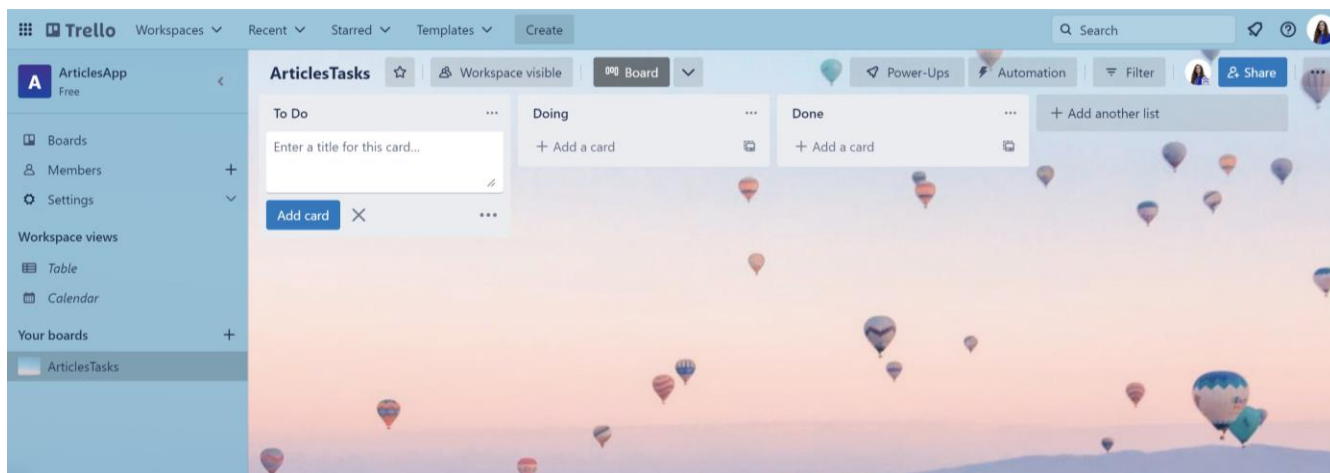 Trello Workspaces Recent Starred Templates Create Search
A ArticlesApp
Free
ArticlesTasks Workspace visible Board Power-Ups Automation Filter Share
Boards
Members
Settings
Workspace views
Table
Calendar
Your boards
ArticlesTasks
To Do
Enter a title for this card...
Add card
Doing
+ Add a card
Done
+ Add a card
+ Add another list